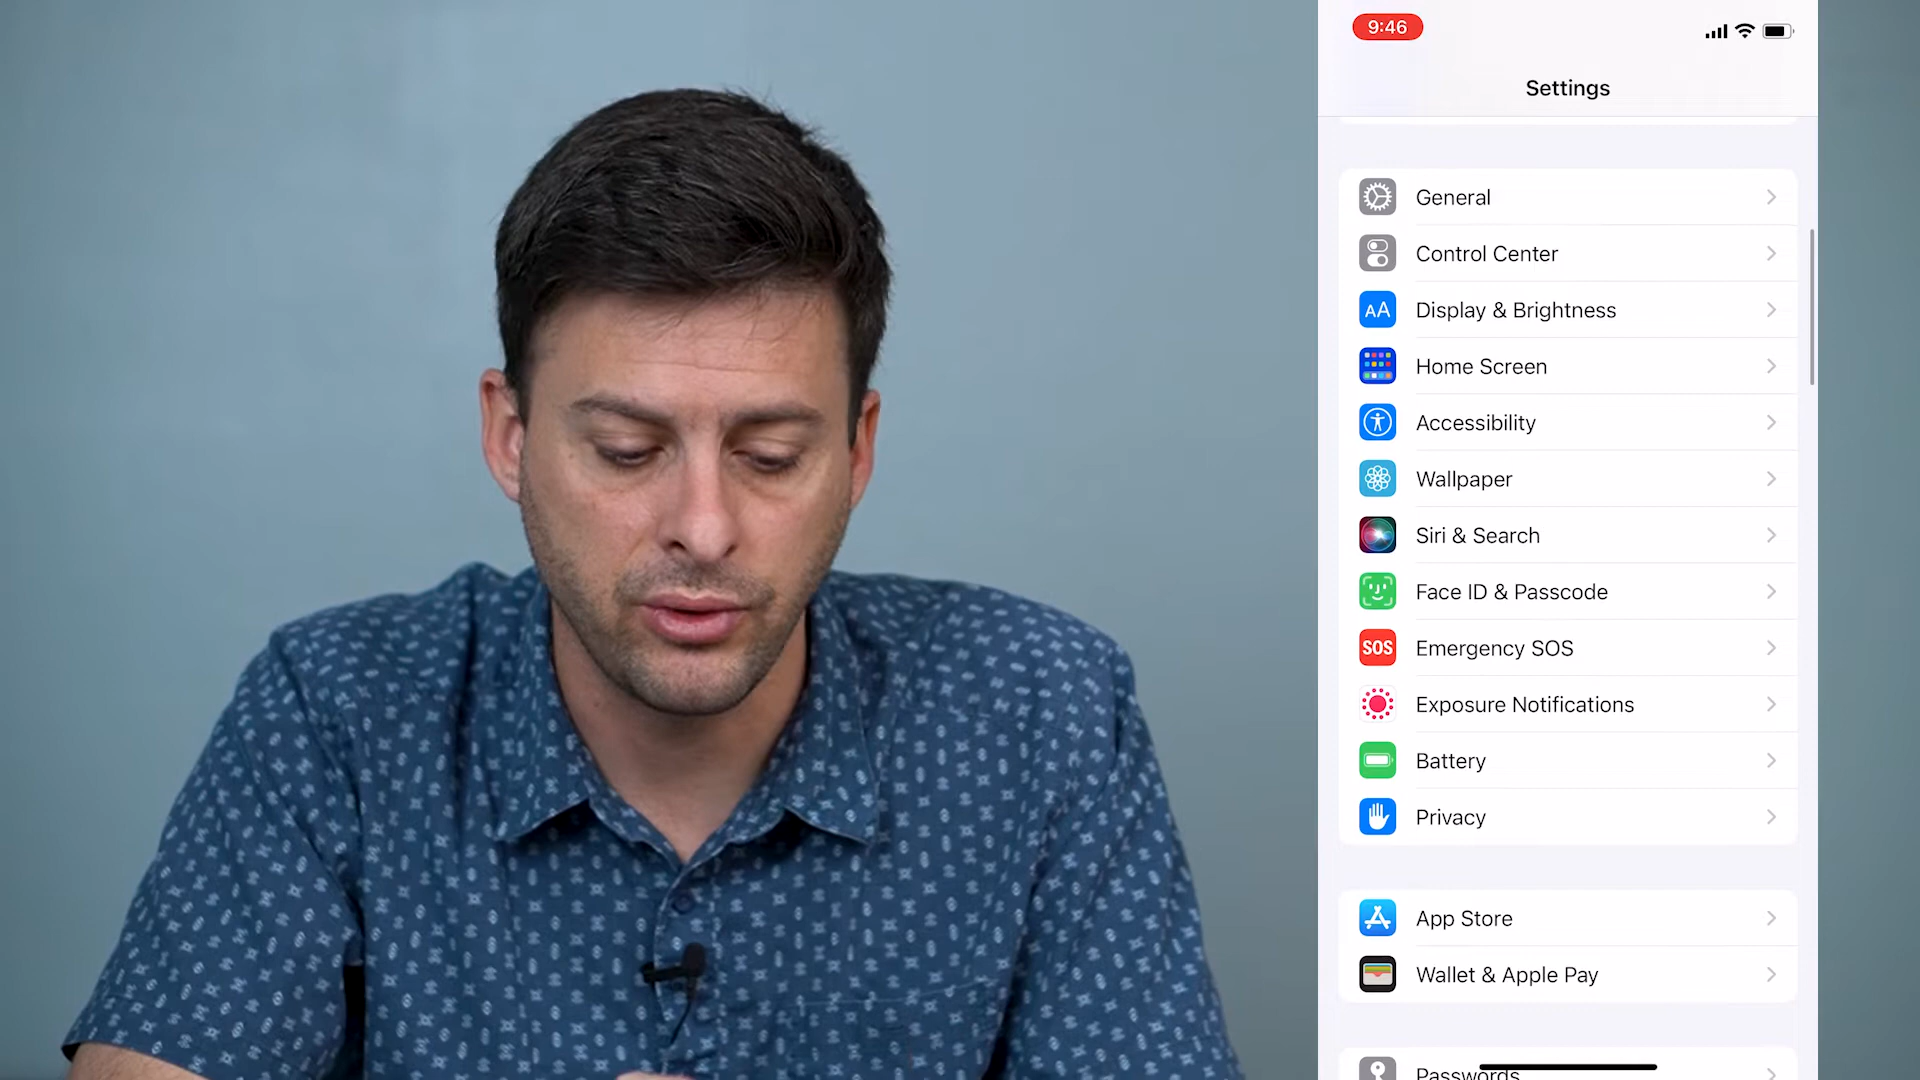 9:46
Settings
General
Control Center
AA Display & Brightness
Home Screen
Accessibility
Wallpaper
Siri & Search
Face ID & Passcode
SOS Emergency SOS
Exposure Notifications
Battery
Privacy
App Store
Wallet & Apple Pay
Passwords